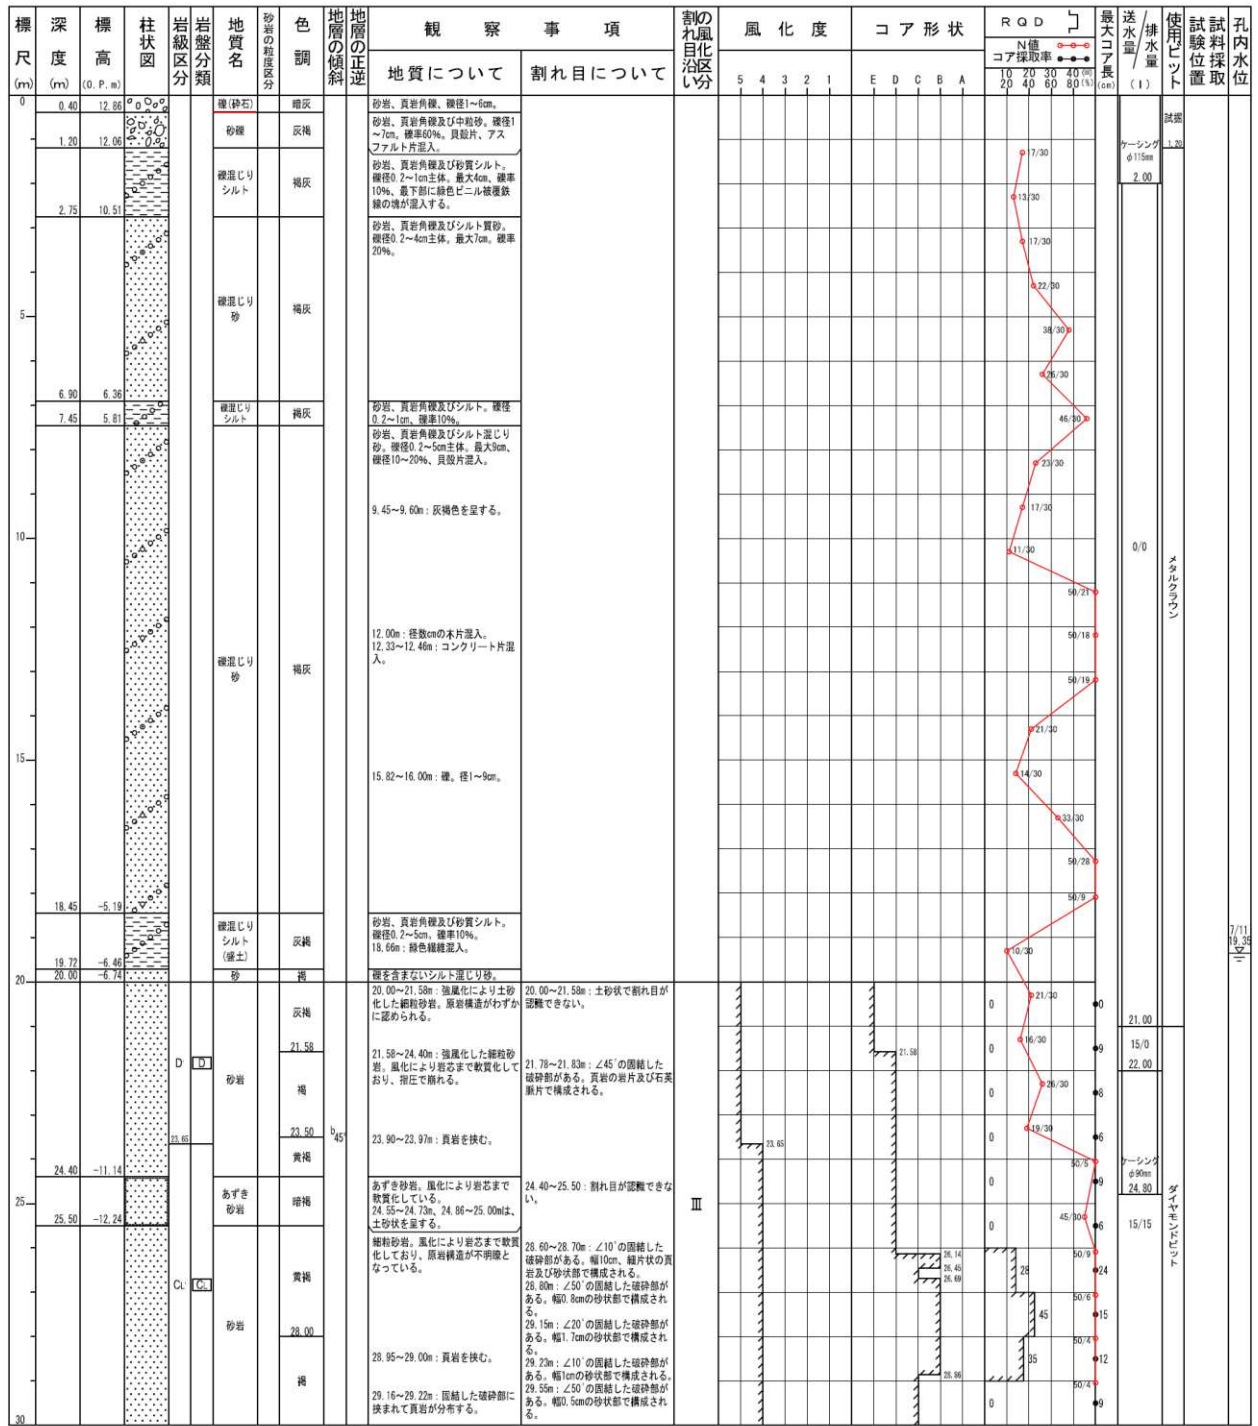 標尺(m)
深度(m)
標高(O.P.m)
柱状図
岩級区分
岩盤分類
地質名
砂岩の粒度区分
色調
地層の傾斜
地層の正逆
観察事項
地質について
割れ目について
割れ目沿いの風化区分
風化度
5 4 3 2 1
コア形状
E D C B A
RQD
N値
コア採取率
10 20 30 40 (回)
20 40 60 80 (%)
最大コア長(cm)
送水量/排水量(l)
使用ビット
試験位置
試料採取
孔内水位
0
5
10
15
20
25
30
0.40 12.86
1.20 12.06
2.75 10.51
6.90 6.36
7.45 5.81
18.45 -5.19
19.72 -6.46
20.00 -6.74
24.40 -11.14
25.50 -12.24
D'
D
23.65
CL'
CL
礫(砕石)
砂礫
礫混じり
シルト
礫混じり
砂
礫混じり
シルト
礫混じり
砂
礫混じり
シルト
(盛土)
砂
砂岩
あずき
砂岩
砂岩
暗灰
灰褐
褐灰
褐灰
褐灰
褐灰
灰褐
褐
灰褐
21.58
褐
23.50
黄褐
暗褐
黄褐
28.00
褐
b45°
砂岩、頁岩角礫、礫径1～6cm。
砂岩、頁岩角礫及び中粒砂。礫径1
～7cm。礫率60%。貝殻片、アス
ファルト片混入。
砂岩、頁岩角礫及び砂質シルト。
礫径0.2～1cm主体。最大4cm、礫率
10%、最下部に緑色ビニル被覆鉄
線の塊が混入する。
砂岩、頁岩角礫及びシルト質砂。
礫径0.2～4cm主体。最大7cm。礫率
20%。
砂岩、頁岩角礫及びシルト。礫径
0.2～1cm、礫率10%。
砂岩、頁岩角礫及びシルト混じり
砂。礫径0.2～5cm主体。最大9cm、
礫径10～20%、貝殻片混入。
9.45～9.60m：灰褐色を呈する。
12.00m：径数cmの木片混入。
12.33～12.46m：コンクリート片混
入。
15.82～16.00m：礫。径1～9cm。
砂岩、頁岩角礫及び砂質シルト。
礫径0.2～5cm、礫率10%。
18.66m：緑色繊維混入。
礫を含まないシルト混じり砂。
20.00～21.58m：強風化により土砂
化した細粒砂岩。原岩構造がわずか
に認められる。
21.58～24.40m：強風化した細粒砂
岩。風化により岩芯まで軟質化して
おり、指圧で崩れる。
23.90～23.97m：頁岩を挟む。
あずき砂岩。風化により岩芯まで
軟質化している。
24.55～24.73m、24.86～25.00mは、
土砂状を呈する。
細粒砂岩。風化により岩芯まで軟質
化しており、原岩構造が不明瞭と
なっている。
28.95～29.00m：頁岩を挟む。
29.16～29.22m：固結した破砕部に
挟まれて頁岩が分布する。
20.00～21.58m：土砂状で割れ目が
認識できない。
21.78～21.83m：∠45°の固結した
破砕部がある。頁岩の岩片及び石英
脈片で構成される。
24.40～25.50：割れ目が認識できな
い。
28.60～28.70m：∠10°の固結した
破砕部がある。幅10cm、細片状の頁
岩及び砂状部で構成される。
28.80m：∠50°の固結した破砕部が
ある。幅0.8cmの砂状部で構成され
る。
29.15m：∠20°の固結した破砕部が
ある。幅1.7cmの砂状部で構成され
る。
29.23m：∠10°の固結した破砕部が
ある。幅1cmの砂状部で構成される。
29.55m：∠50°の固結した破砕部が
ある。幅0.5cmの砂状部で構成され
る。
Ⅲ
23.65
21.58
26.14
26.45
26.69
28.86
17/30
13/30
17/30
22/30
38/30
26/30
46/30
23/30
17/30
11/30
50/21
50/18
50/19
21/30
14/30
33/30
50/28
50/9
10/30
21/30
16/30
26/30
19/30
50/5
45/30
50/9
50/6
50/4
50/4
0
0
0
0
0
0
28
45
35
0
0
9
8
6
9
6
24
15
12
9
ケーシング
φ115mm
2.00
0/0
21.00
15/0
22.00
ケーシング
φ90mm
24.80
15/15
試掘
1.20
メタルクラウン
ダイヤモンドビット
7/11
19.35